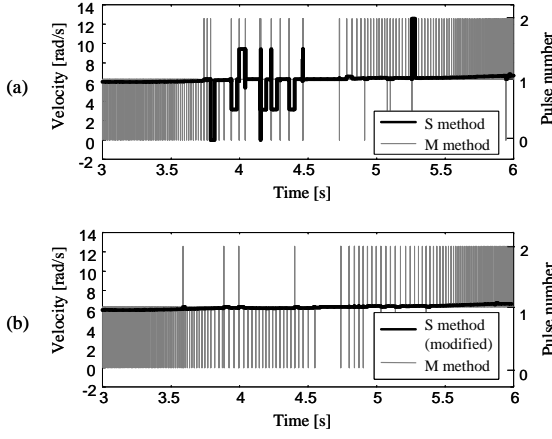 (a)
Velocity [rad/s]
14
12
10
8
6
4
2
0
-2
2
1
0
Pulse number
S method
M method
3
3.5
4
4.5
5
5.5
6
Time [s]
(b)
Velocity [rad/s]
14
12
10
8
6
4
2
0
-2
2
1
0
Pulse number
S method
(modified)
M method
3
3.5
4
4.5
5
5.5
6
Time [s]